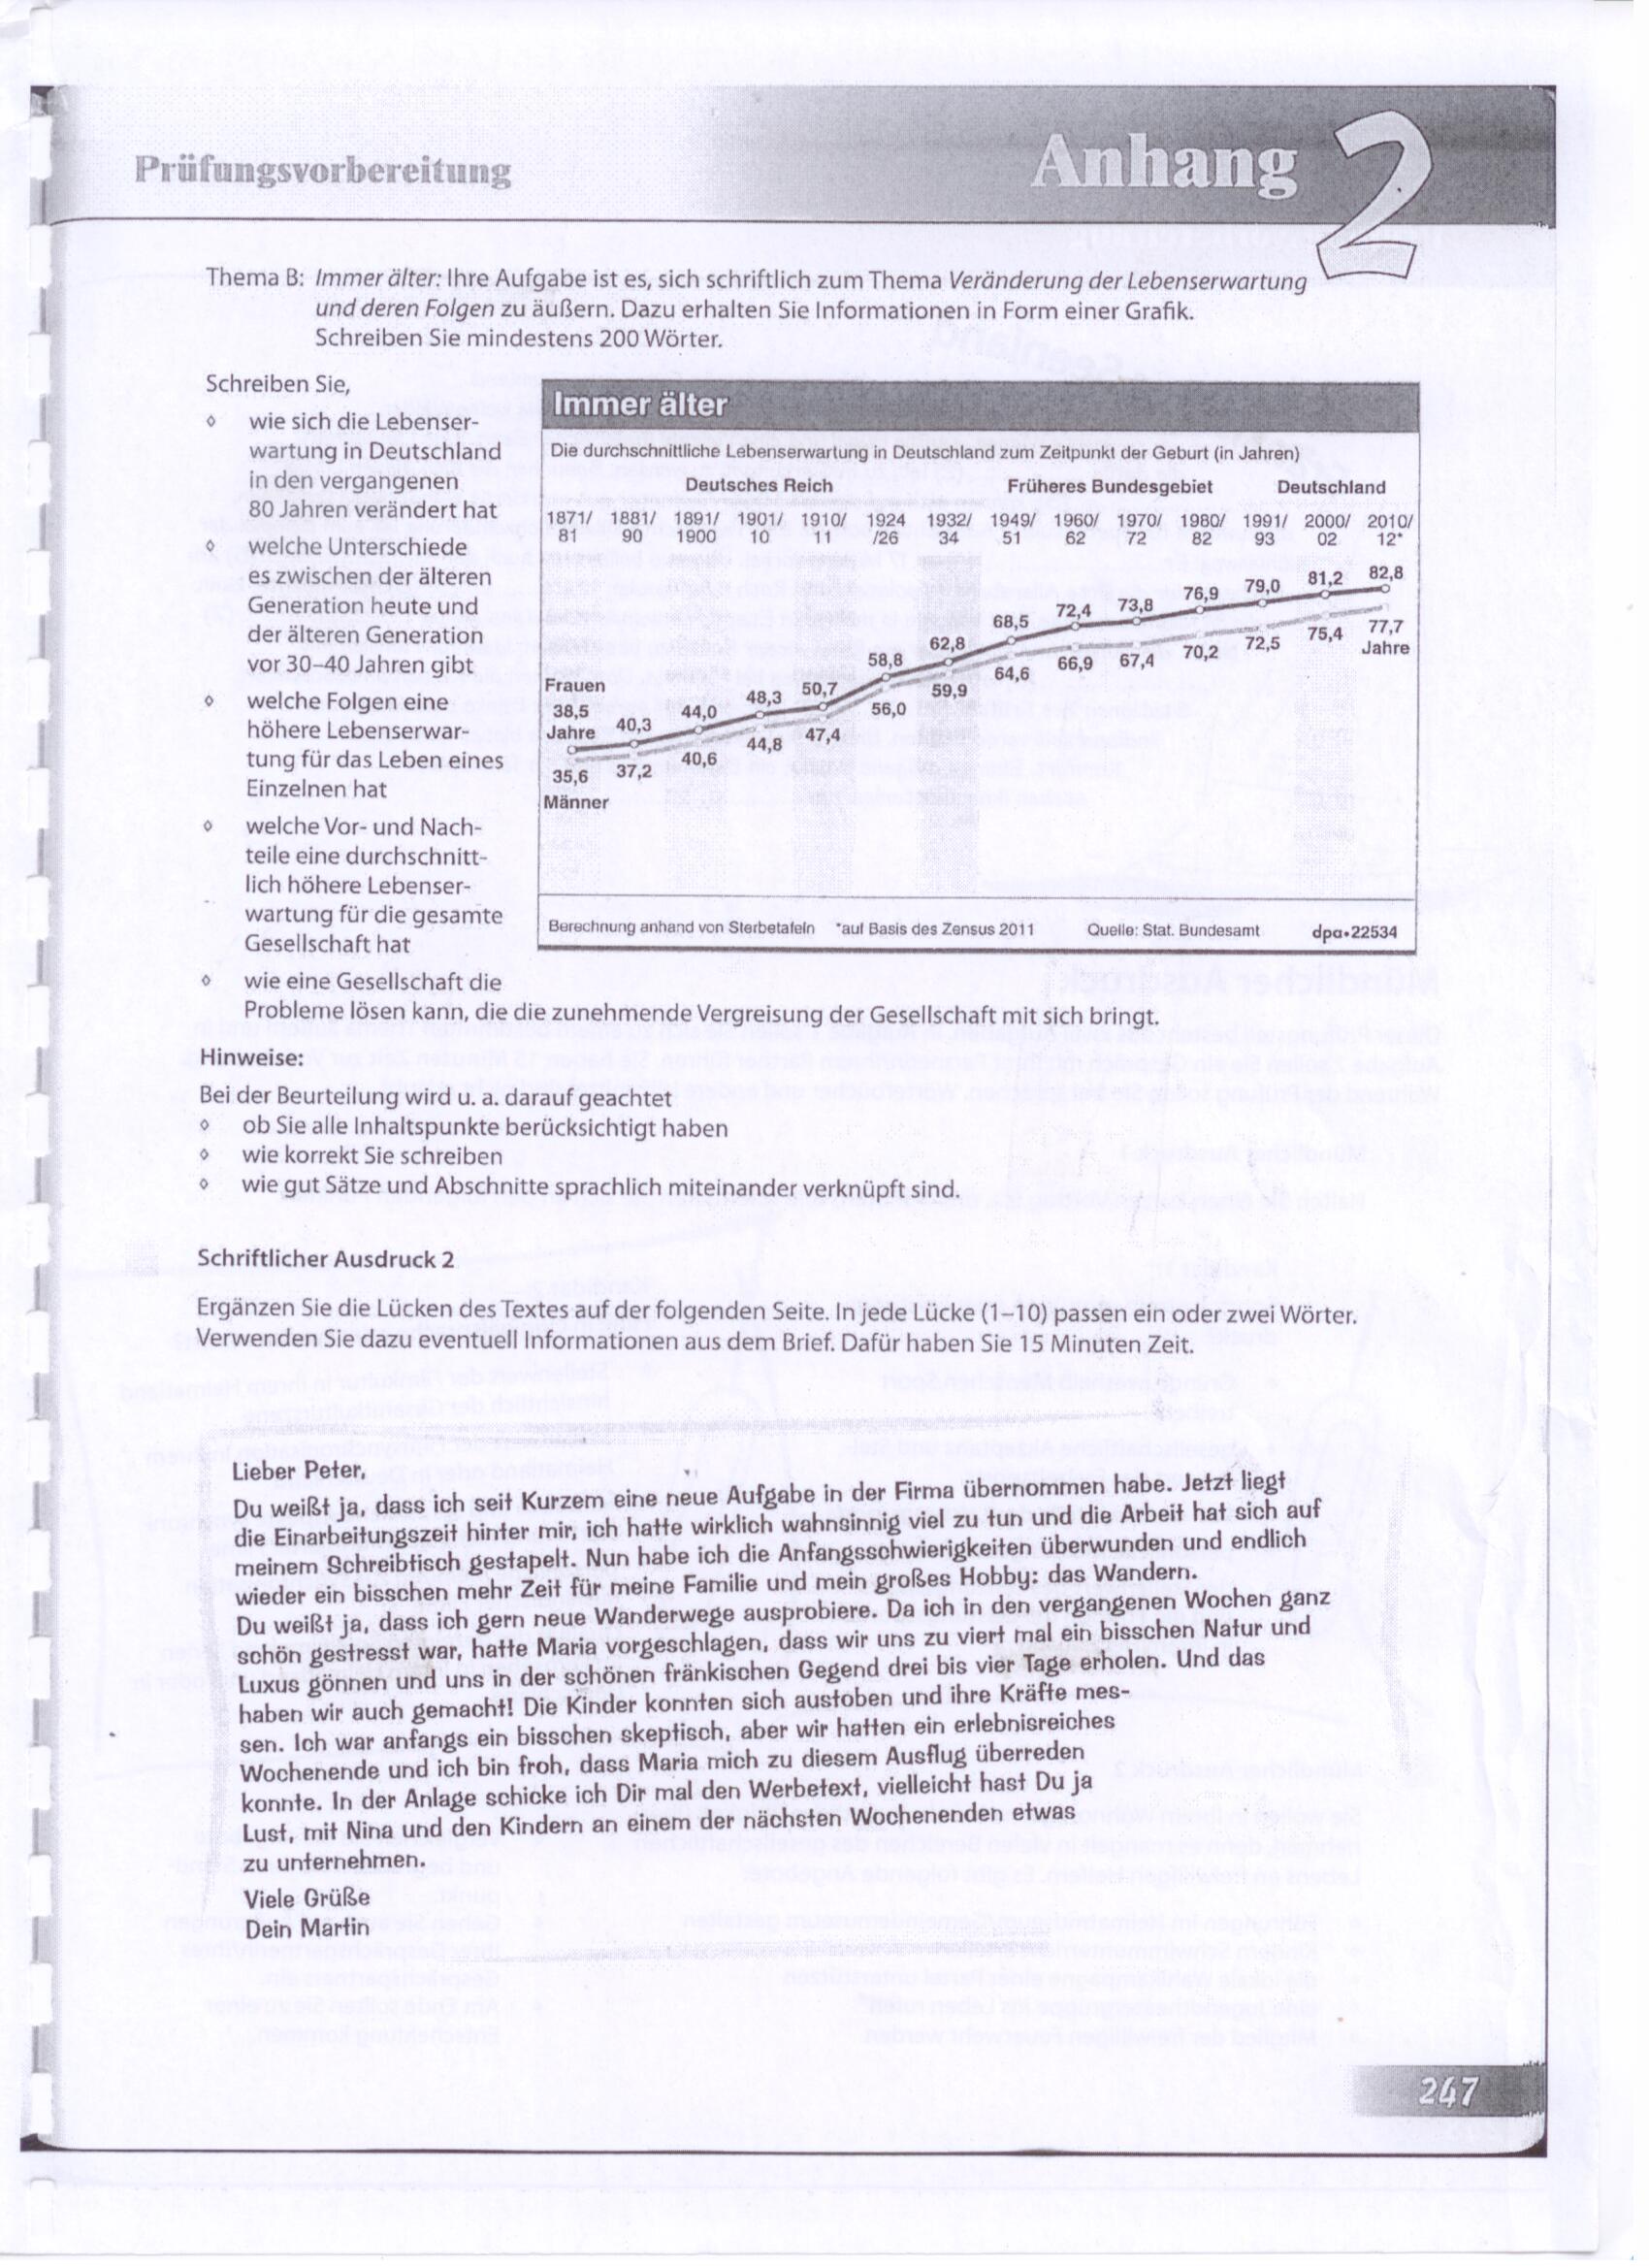 Prüfungsvorbereitung
Anhang 2
Thema B: Immer älter: Ihre Aufgabe ist es, sich schriftlich zum Thema Veränderung der Lebenserwartung
und deren Folgen zu äußern. Dazu erhalten Sie Informationen in Form einer Grafik.
Schreiben Sie mindestens 200 Wörter.
Schreiben Sie,
◊ wie sich die Lebenser-
wartung in Deutschland
in den vergangenen
80 Jahren verändert hat
◊ welche Unterschiede
es zwischen der älteren
Generation heute und
der älteren Generation
vor 30–40 Jahren gibt
◊ welche Folgen eine
höhere Lebenserwar-
tung für das Leben eines
Einzelnen hat
◊ welche Vor- und Nach-
teile eine durchschnitt-
lich höhere Lebenser-
wartung für die gesamte
Gesellschaft hat
◊ wie eine Gesellschaft die
Probleme lösen kann, die die zunehmende Vergreisung der Gesellschaft mit sich bringt.
Immer älter
Die durchschnittliche Lebenserwartung in Deutschland zum Zeitpunkt der Geburt (in Jahren)
Deutsches Reich Früheres Bundesgebiet Deutschland
1871/ 1881/ 1891/ 1901/ 1910/ 1924 1932/ 1949/ 1960/ 1970/ 1980/ 1991/ 2000/ 2010/
81 90 1900 10 11 /26 34 51 62 72 82 93 02 12*
Frauen
38,5 Jahre 40,3 44,0 48,3 50,7 58,8 62,8 68,5 72,4 73,8 76,9 79,0 81,2 82,8
35,6 37,2 40,6 44,8 47,4 56,0 59,9 64,6 66,9 67,4 70,2 72,5 75,4 77,7 Jahre
Männer
Berechnung anhand von Sterbetafeln *auf Basis des Zensus 2011 Quelle: Stat. Bundesamt dpa•22534
Hinweise:
Bei der Beurteilung wird u. a. darauf geachtet
◊ ob Sie alle Inhaltspunkte berücksichtigt haben
◊ wie korrekt Sie schreiben
◊ wie gut Sätze und Abschnitte sprachlich miteinander verknüpft sind.
Schriftlicher Ausdruck 2
Ergänzen Sie die Lücken des Textes auf der folgenden Seite. In jede Lücke (1–10) passen ein oder zwei Wörter.
Verwenden Sie dazu eventuell Informationen aus dem Brief. Dafür haben Sie 15 Minuten Zeit.
Lieber Peter,
Du weißt ja, dass ich seit Kurzem eine neue Aufgabe in der Firma übernommen habe. Jetzt liegt
die Einarbeitungszeit hinter mir, ich hatte wirklich wahnsinnig viel zu tun und die Arbeit hat sich auf
meinem Schreibtisch gestapelt. Nun habe ich die Anfangsschwierigkeiten überwunden und endlich
wieder ein bisschen mehr Zeit für meine Familie und mein großes Hobby: das Wandern.
Du weißt ja, dass ich gern neue Wanderwege ausprobiere. Da ich in den vergangenen Wochen ganz
schön gestresst war, hatte Maria vorgeschlagen, dass wir uns zu viert mal ein bisschen Natur und
Luxus gönnen und uns in der schönen fränkischen Gegend drei bis vier Tage erholen. Und das
haben wir auch gemacht! Die Kinder konnten sich austoben und ihre Kräfte mes-
sen. Ich war anfangs ein bisschen skeptisch, aber wir hatten ein erlebnisreiches
Wochenende und ich bin froh, dass Maria mich zu diesem Ausflug überreden
konnte. In der Anlage schicke ich Dir mal den Werbetext, vielleicht hast Du ja
Lust, mit Nina und den Kindern an einem der nächsten Wochenenden etwas
zu unternehmen.
Viele Grüße
Dein Martin
247